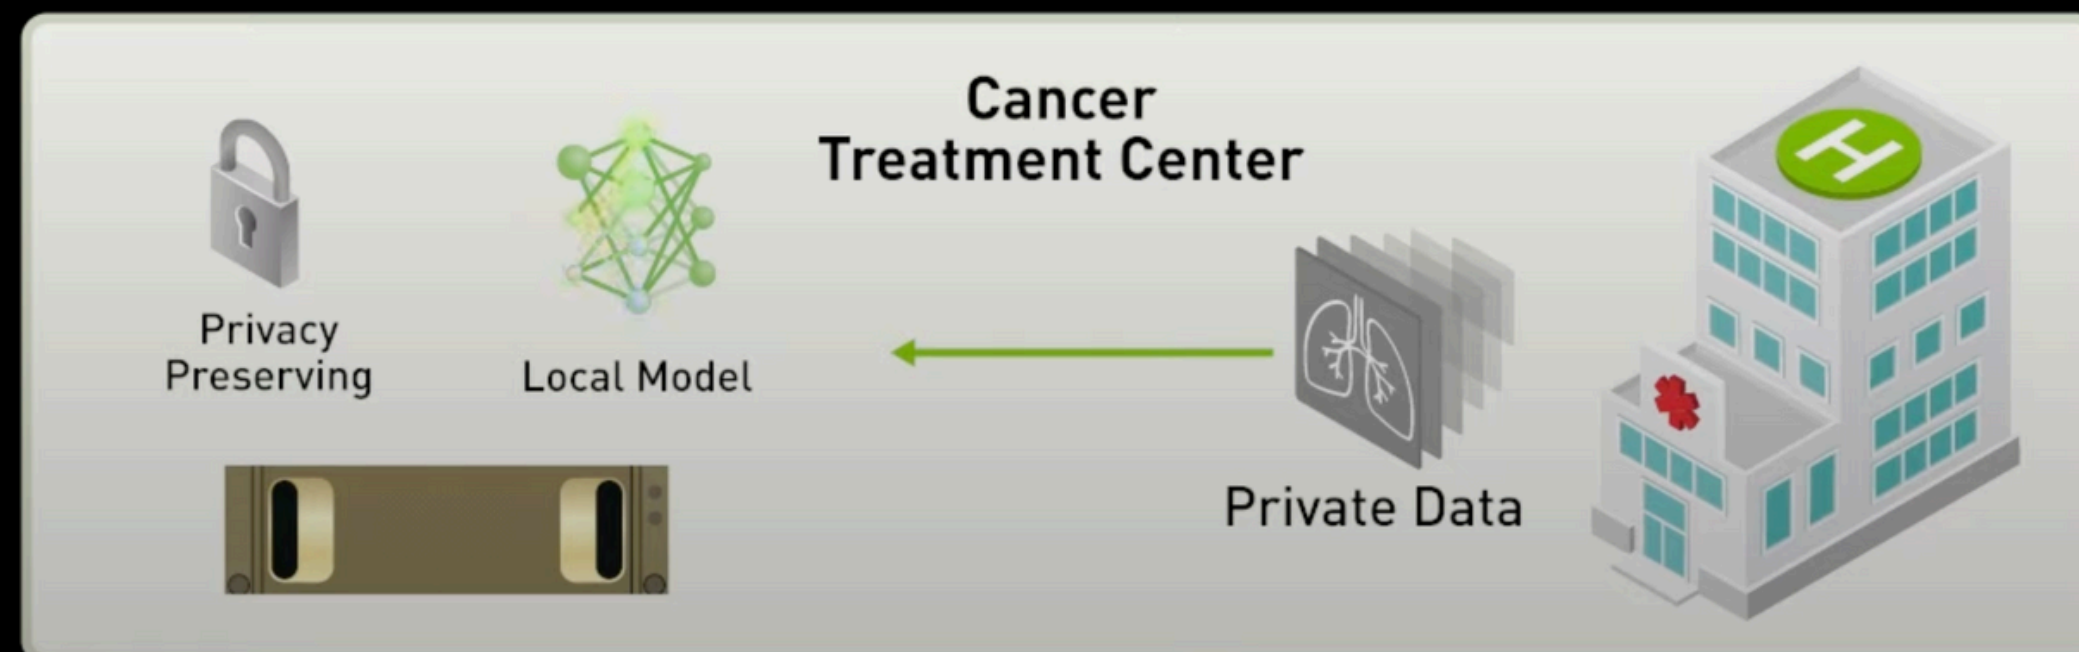 Cancer
Treatment Center
Privacy
Preserving
Local Model
Private Data
H